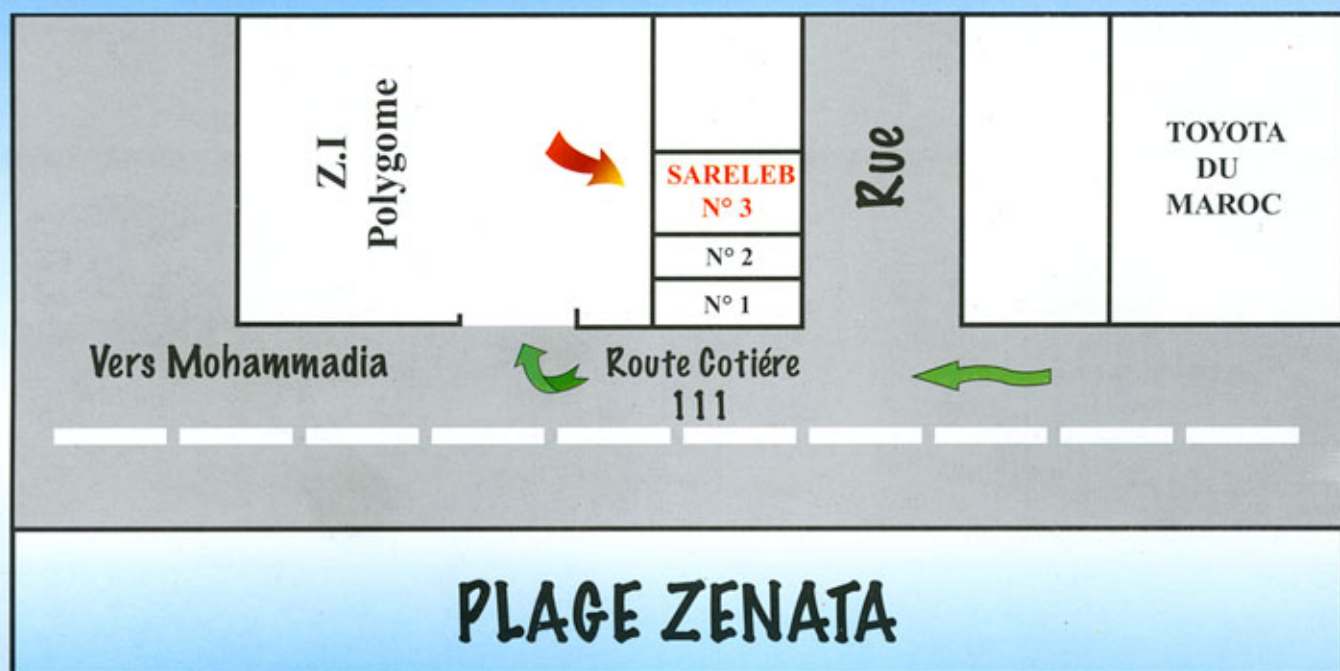 Z.I
Polygome
SARELEB
N° 3
N° 2
N° 1
Rue
TOYOTA
DU
MAROC
Vers Mohammadia
Route Cotiére
111
PLAGE ZENATA